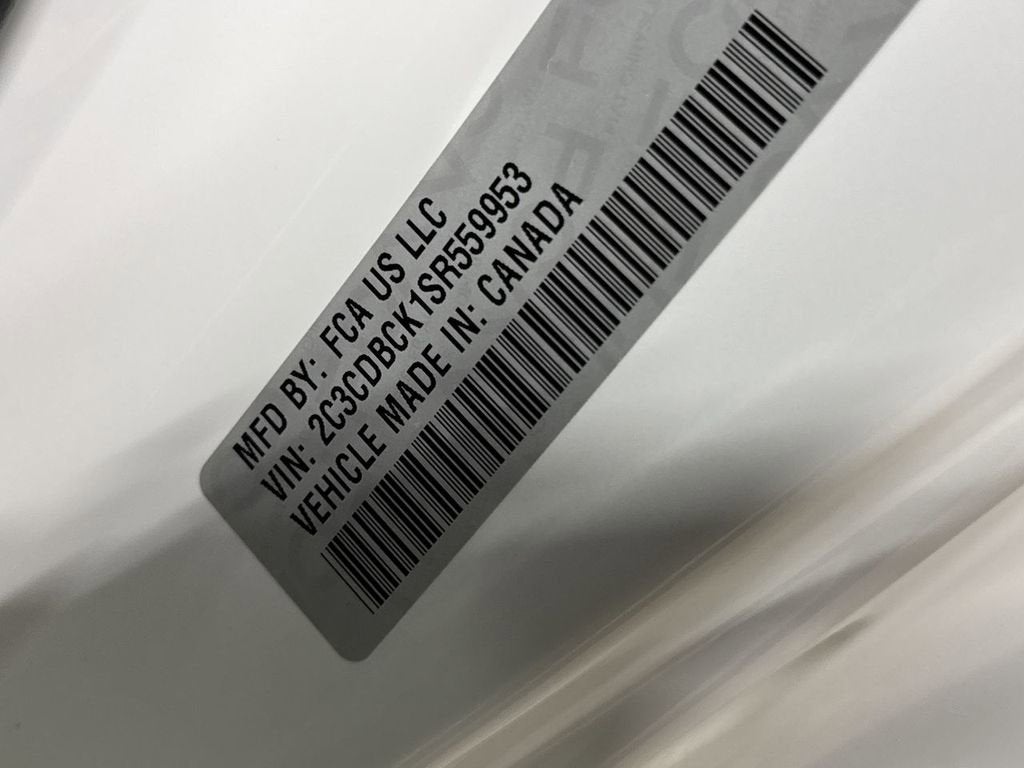 MFD BY: FCA US LLC
VIN: 2C3CDBCK1SR559953
VEHICLE MADE IN: CANADA